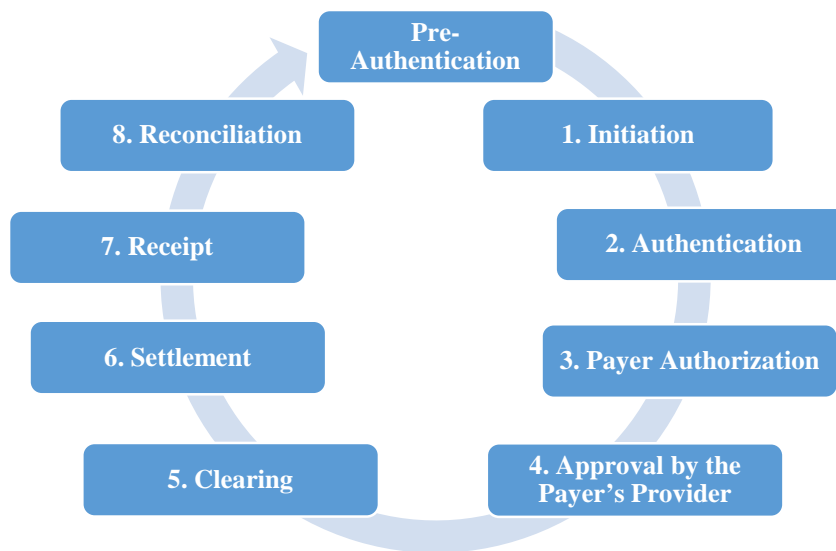 Pre-
Authentication
1. Initiation
2. Authentication
3. Payer Authorization
4. Approval by the
Payer’s Provider
5. Clearing
6. Settlement
7. Receipt
8. Reconciliation